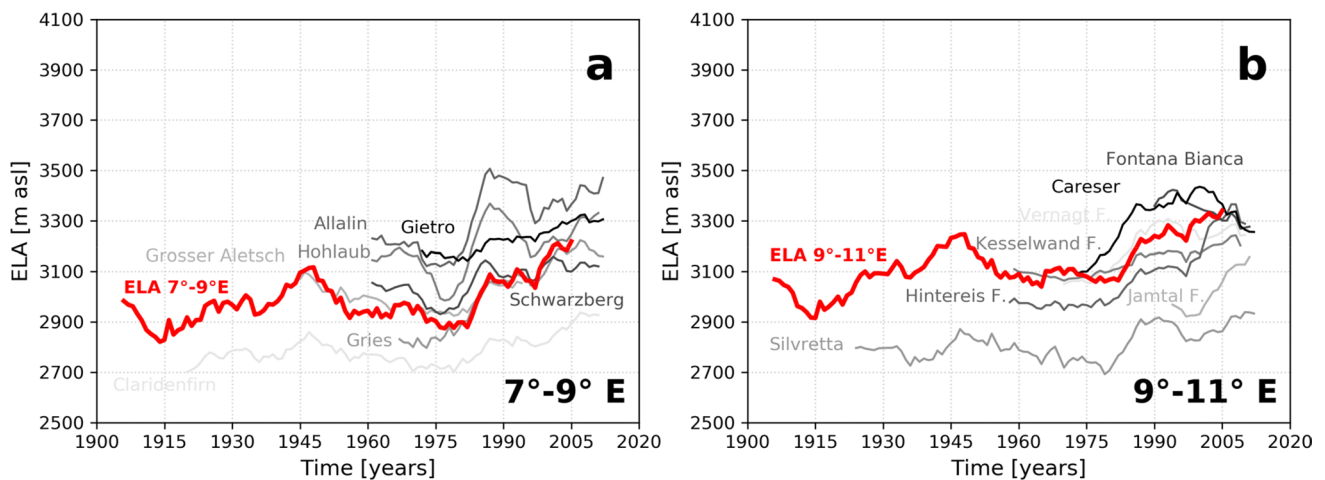 4100
3900
3700
3500
3300
3100
2900
2700
2500
ELA [m asl]
a
Allalin
Gietro
Hohlaub
Grosser Aletsch
ELA 7°-9°E
Schwarzberg
Gries
Claridenfirn
7°-9° E
1900 1915 1930 1945 1960 1975 1990 2005 2020
Time [years]
4100
3900
3700
3500
3300
3100
2900
2700
2500
ELA [m asl]
b
Fontana Bianca
Careser
Vernagt F.
Kesselwand F.
ELA 9°-11°E
Hintereis F.
Jamtal F.
Silvretta
9°-11° E
1900 1915 1930 1945 1960 1975 1990 2005 2020
Time [years]